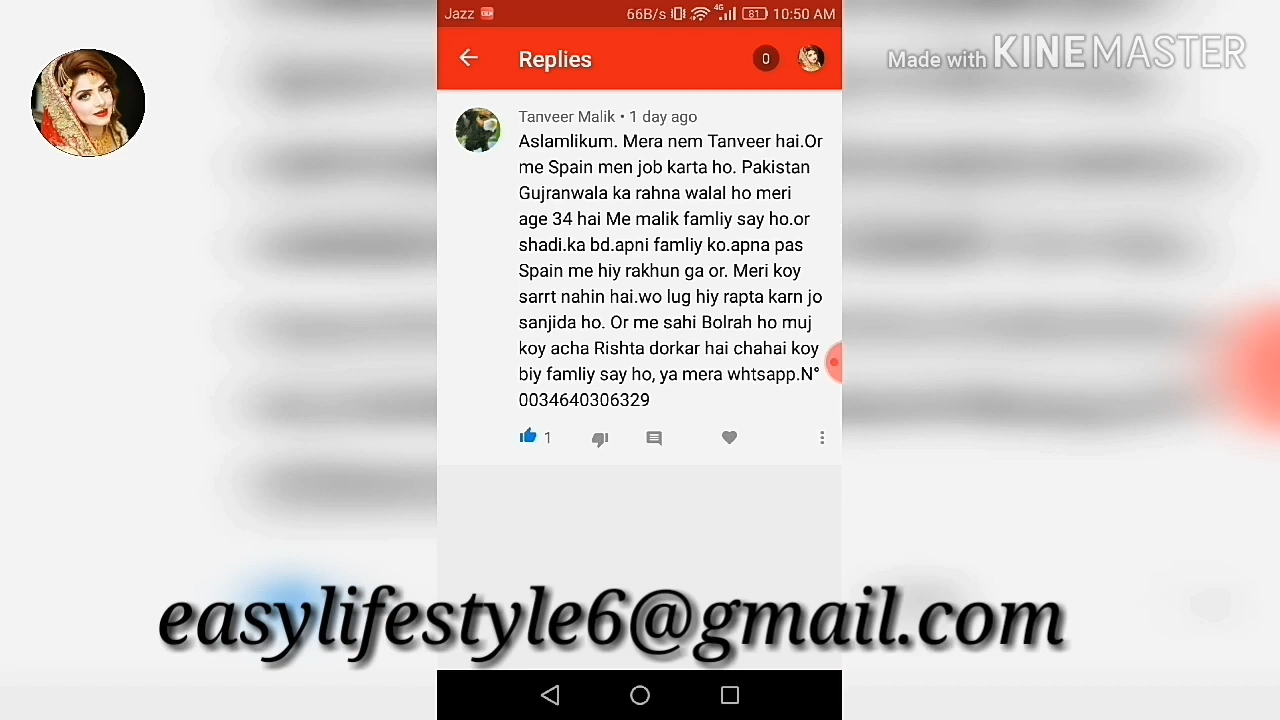 Jazz
66B/s 4G 81 10:50 AM
Made with KINEMASTER
Replies
0
Tanveer Malik • 1 day ago
Aslamlikum. Mera nem Tanveer hai.Or
me Spain men job karta ho. Pakistan
Gujranwala ka rahna walal ho meri
age 34 hai Me malik famliy say ho.or
shadi.ka bd.apni famliy ko.apna pas
Spain me hiy rakhun ga or. Meri koy
sarrt nahin hai.wo lug hiy rapta karn jo
sanjida ho. Or me sahi Bolrah ho muj
koy acha Rishta dorkar hai chahai koy
biy famliy say ho, ya mera whtsapp.N°
0034640306329
1
easylifestyle6@gmail.com